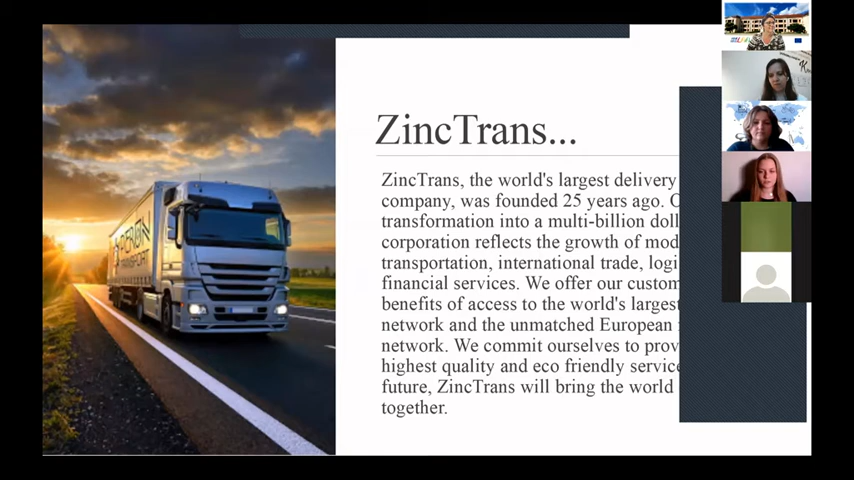 ZincTrans...
ZincTrans, the world's largest delivery
company, was founded 25 years ago.
transformation into a multi-billion
corporation reflects the growth of
transportation, international trade,
financial services. We offer our
benefits of access to the world's largest
network and the unmatched European
network. We commit ourselves to
highest quality and eco friendly
future, ZincTrans will bring the world
together.
TRANSPORT